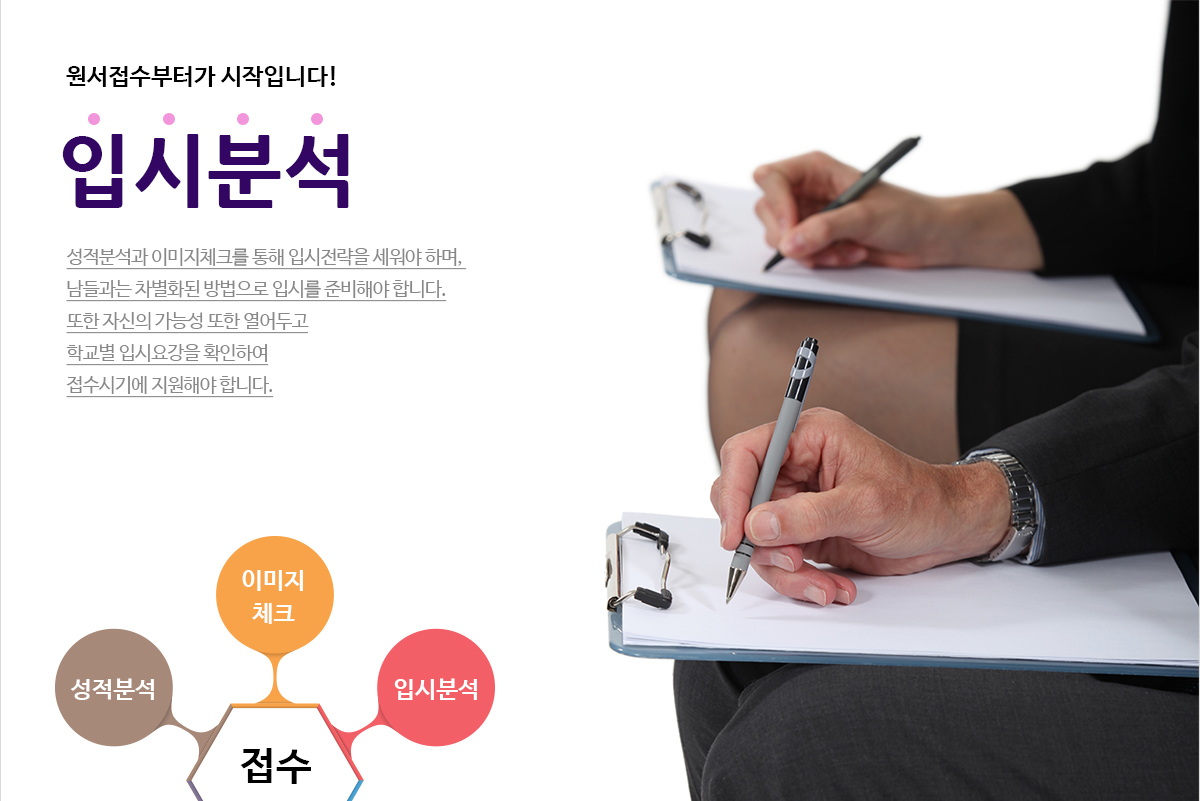 원서접수부터가 시작입니다!
입시분석
성적분석과 이미지체크를 통해 입시전략을 세워야 하며,
남들과는 차별화된 방법으로 입시를 준비해야 합니다.
또한 자신의 가능성 또한 열어두고
학교별 입시요강을 확인하여
접수시기에 지원해야 합니다.
이미지
체크
성적분석
입시분석
접수